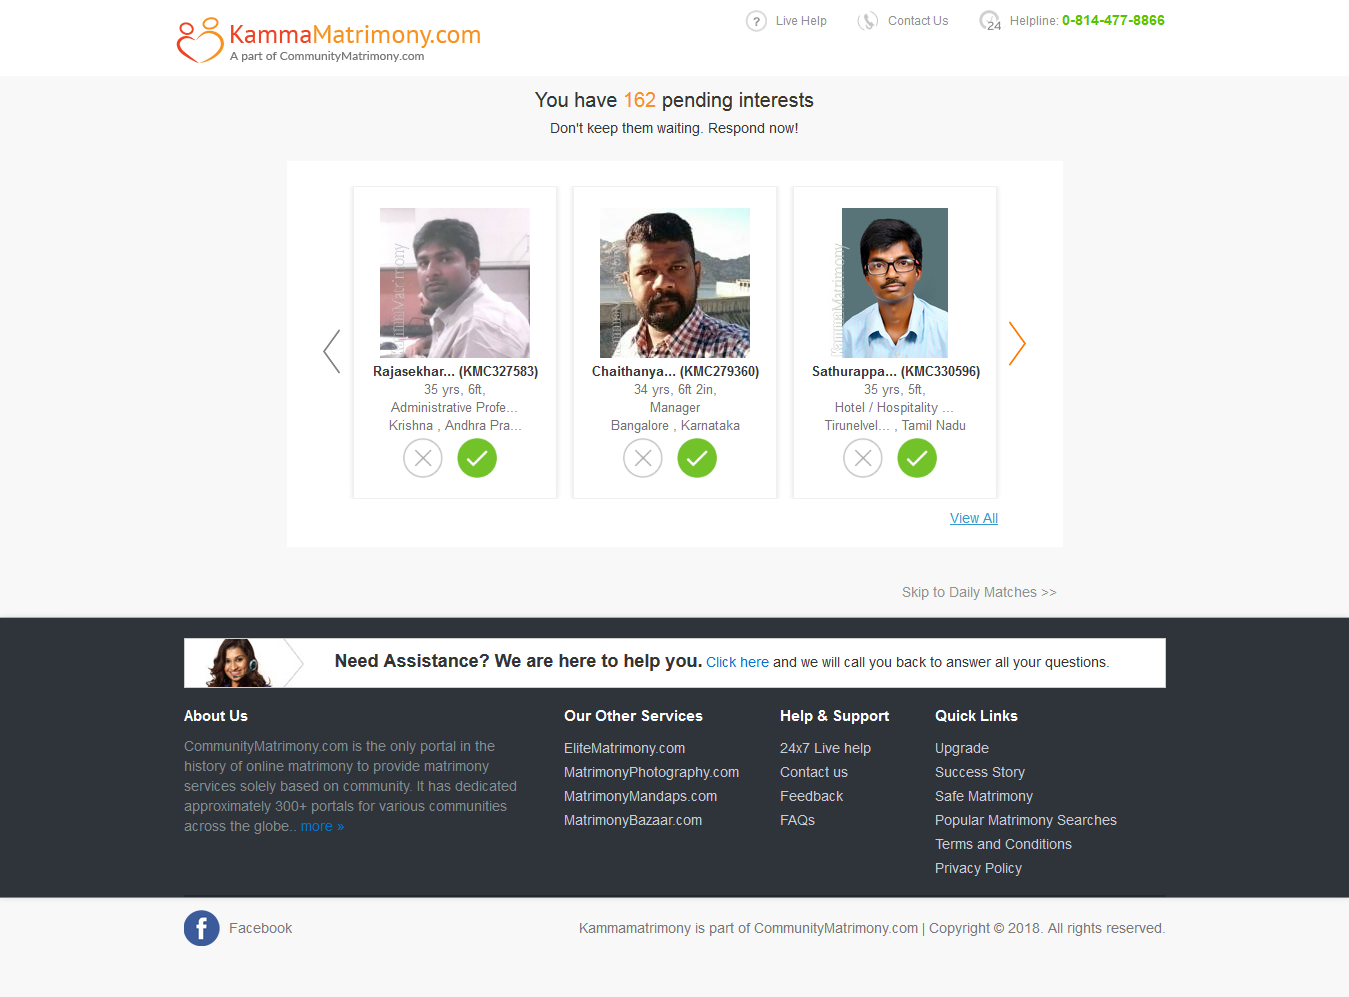 KammaMatrimony.com
A part of CommunityMatrimony.com
? Live Help
Contact Us
24 Helpline: 0-814-477-8866
You have 162 pending interests
Don't keep them waiting. Respond now!
KammaMatrimony
KammaMatrimony
KammaMatrimony
Rajasekhar... (KMC327583)
35 yrs, 6ft,
Administrative Profe...
Krishna , Andhra Pra...
Chaithanya... (KMC279360)
34 yrs, 6ft 2in,
Manager
Bangalore , Karnataka
Sathurappa... (KMC330596)
35 yrs, 5ft,
Hotel / Hospitality ...
Tirunelvel... , Tamil Nadu
View All
Skip to Daily Matches >>
Need Assistance? We are here to help you. Click here and we will call you back to answer all your questions.
About Us
CommunityMatrimony.com is the only portal in the
history of online matrimony to provide matrimony
services solely based on community. It has dedicated
approximately 300+ portals for various communities
across the globe.. more »
Our Other Services
EliteMatrimony.com
MatrimonyPhotography.com
MatrimonyMandaps.com
MatrimonyBazaar.com
Help & Support
24x7 Live help
Contact us
Feedback
FAQs
Quick Links
Upgrade
Success Story
Safe Matrimony
Popular Matrimony Searches
Terms and Conditions
Privacy Policy
f Facebook
Kammamatrimony is part of CommunityMatrimony.com | Copyright © 2018. All rights reserved.